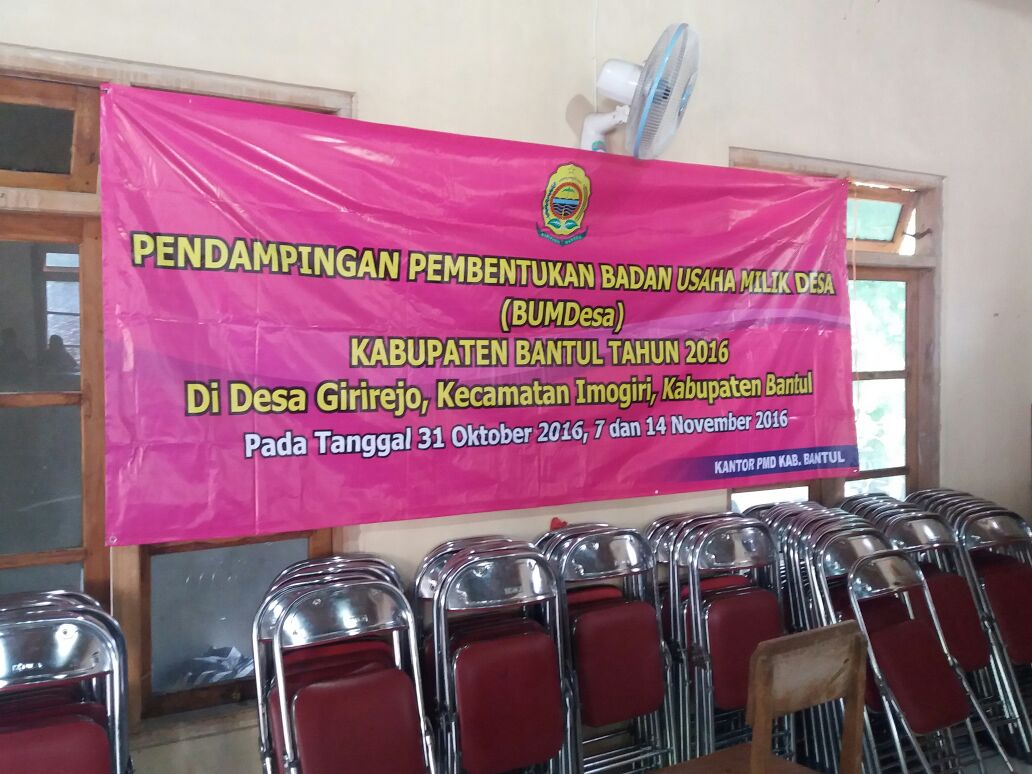 PENDAMPINGAN PEMBENTUKAN BADAN USAHA MILIK DESA
(BUMDesa)
KABUPATEN BANTUL TAHUN 2016
Di Desa Girirejo, Kecamatan Imogiri, Kabupaten Bantul
Pada Tanggal 31 Oktober 2016, 7 dan 14 November 2016
KANTOR PMD KAB. BANTUL